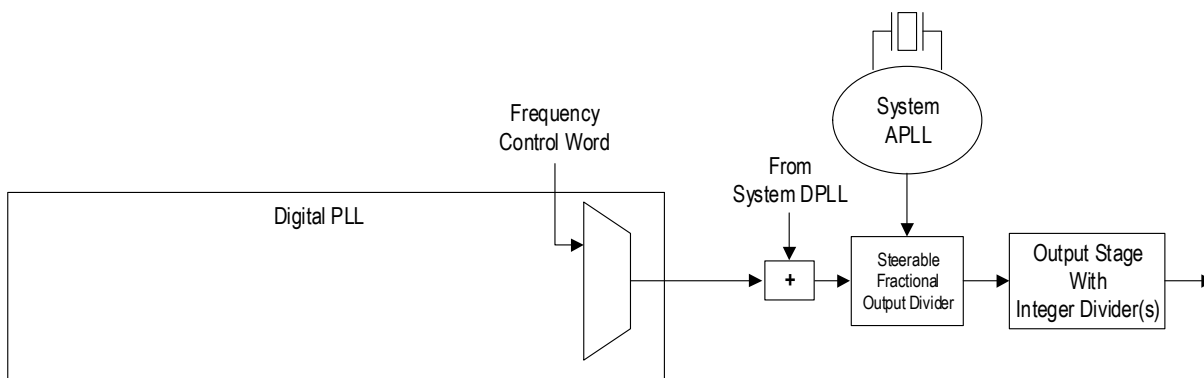 System
APLL
Frequency
Control Word
From
System DPLL
Digital PLL
+
Steerable
Fractional
Output Divider
Output Stage
With
Integer Divider(s)